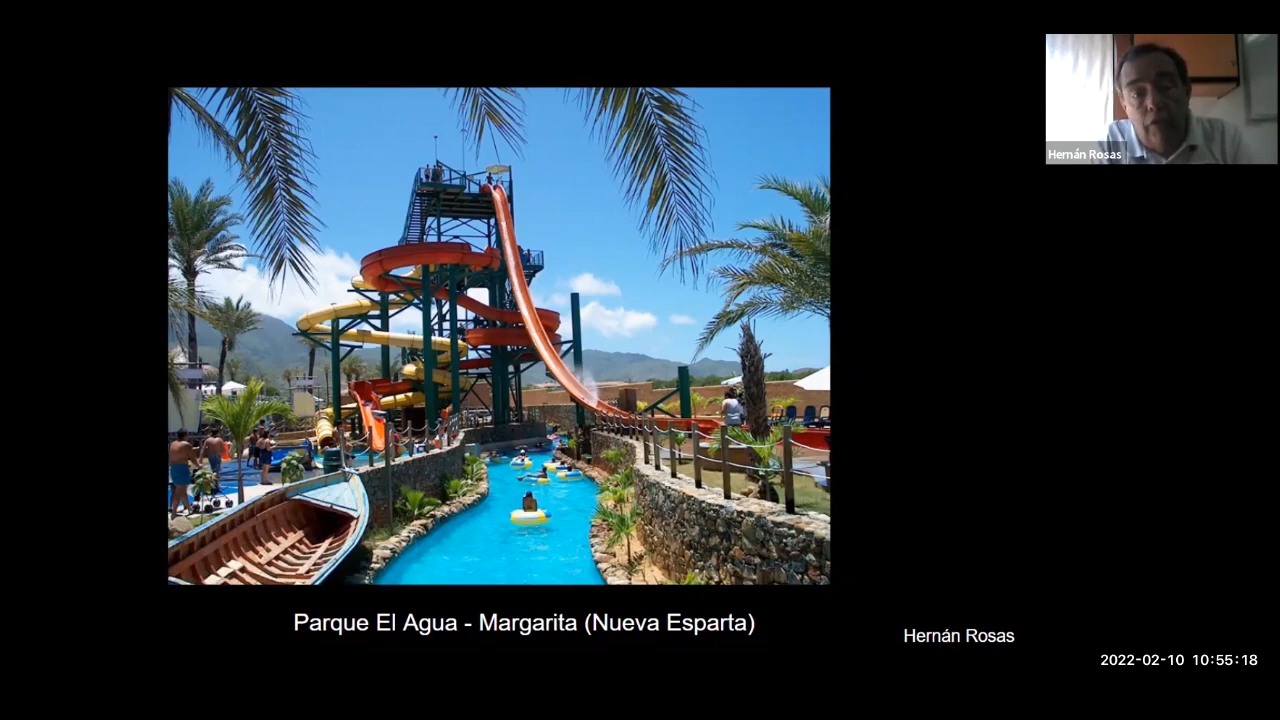 Hernán Rosas
Parque El Agua - Margarita (Nueva Esparta)
Hernán Rosas
2022-02-10 10:55:18